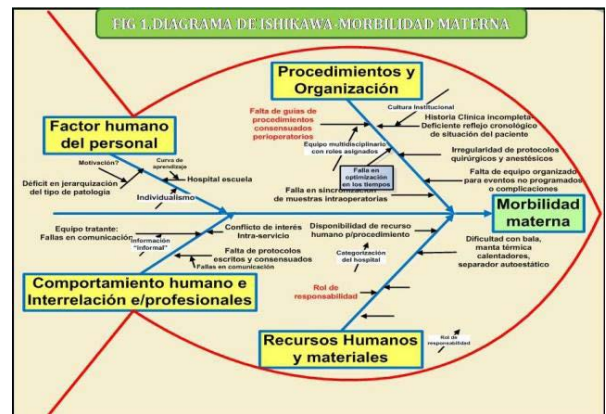 FIG 1.DIAGRAMA DE ISHIKAWA-MORBILIDAD MATERNA
Procedimientos y
Organización
Factor humano
del personal
Falta de guías de
procedimientos
consensuados
perioperatorios
Cultura Institucional
Historia Clínica incompleta
Deficiente reflejo cronológico
de situación del paciente
Equipo multidisciplinario
con roles asignados
Irregularidad de protocolos
quirúrgicos y anestésicos
Falla en
optimización
en los tiempos
Falta de equipo organizado
para eventos no programados
o complicaciones
Falla en sincronización
de muestras intraoperatorias
Motivación?
Curva de
aprendizaje
Hospital escuela
Déficit en jerarquización
del tipo de patología
Individualismo
Morbilidad
materna
Equipo tratante:
Fallas en comunicación
Información
"informal"
Conflicto de interés
Intra-servicio
Falta de protocolos
escritos y consensuados
Fallas en comunicación
Comportamiento humano e
Interrelación e/profesionales
Disponibilidad de recurso
humano p/procedimiento
Categorización
del hospital
Dificultad con bala,
manta térmica
calentadores,
separador autoestático
Rol de
responsabilidad
Recursos Humanos
y materiales
Rol de
responsabilidad